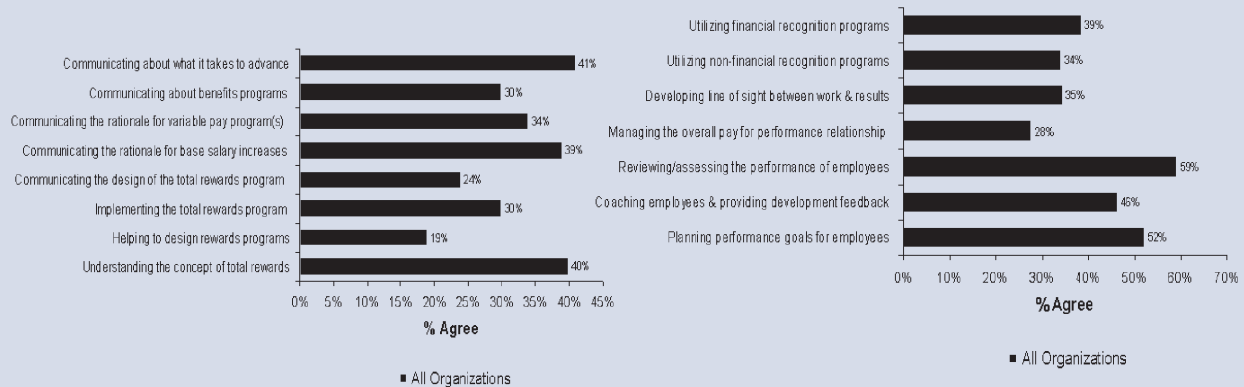 Communicating about what it takes to advance
41%
Communicating about benefits programs
30%
Communicating the rationale for variable pay program(s)
34%
Communicating the rationale for base salary increases
39%
Communicating the design of the total rewards program
24%
Implementing the total rewards program
30%
Helping to design rewards programs
19%
Understanding the concept of total rewards
40%
0% 5% 10% 15% 20% 25% 30% 35% 40% 45%
% Agree
All Organizations
Utilizing financial recognition programs
39%
Utilizing non-financial recognition programs
34%
Developing line of sight between work & results
35%
Managing the overall pay for performance relationship
28%
Reviewing/assessing the performance of employees
59%
Coaching employees & providing development feedback
46%
Planning performance goals for employees
52%
0% 10% 20% 30% 40% 50% 60% 70%
% Agree
All Organizations